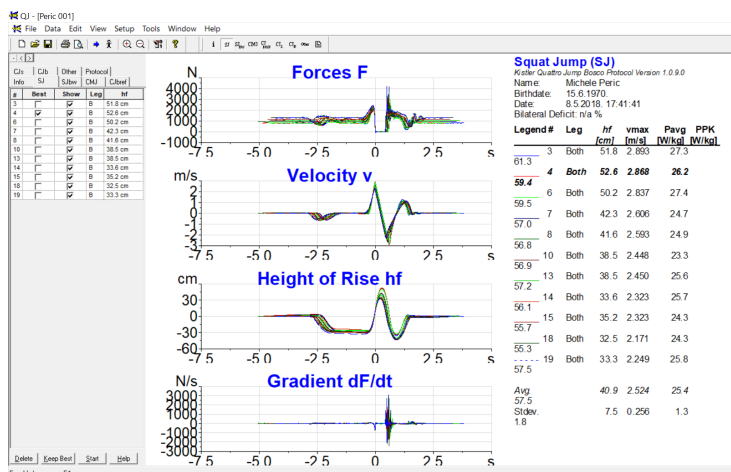 QJ - [Peric 001]
File Data Edit View Setup Tools Window Help
i SJ SJbw CMJ CJb CJs CJb
CJs CJb Other Protocol
Info SJ SJbw CMJ CJbref
# Best Show Leg hf
3 B 51.8 cm
4 B 52.6 cm
6 B 50.2 cm
7 B 42.3 cm
8 B 41.6 cm
10 B 38.5 cm
13 B 38.5 cm
14 B 33.6 cm
15 B 35.2 cm
18 B 32.5 cm
19 B 33.3 cm
Delete Keep Best Start Help
N Forces F
4000
3000
2000
1000
0
-1000
-7.5 -5.0 -2.5 0 2.5 s
m/s Velocity v
2
1
0
-1
-2
-3
-7.5 -5.0 -2.5 0 2.5 s
cm Height of Rise hf
30
0
-30
-60
-7.5 -5.0 -2.5 0 2.5 s
N/s Gradient dF/dt
3000
2000
1000
0
-1000
-2000
-3000
-7.5 -5.0 -2.5 0 2.5 s
Squat Jump (SJ)
Kistler Quattro Jump Bosco Protocol Version 1.0.9.0
Name: Michele Peric
Birthdate: 15.6.1970.
Date: 8.5.2018. 17:41:41
Bilateral Deficit: n/a %
Legend # Leg hf vmax Pavg PPK
[cm] [m/s] [W/kg] [W/kg]
3 Both 51.8 2.893 27.3
61.3
4 Both 52.6 2.868 26.2
59.4
6 Both 50.2 2.837 27.4
59.5
7 Both 42.3 2.606 24.7
57.0
8 Both 41.6 2.593 24.9
56.8
10 Both 38.5 2.448 23.3
56.9
13 Both 38.5 2.450 25.6
57.2
14 Both 33.6 2.323 25.7
56.1
15 Both 35.2 2.323 24.3
55.7
18 Both 32.5 2.171 24.3
55.3
19 Both 33.3 2.249 25.8
57.5
Avg. 40.9 2.524 25.4
57.5
Stdev. 7.5 0.256 1.3
1.8